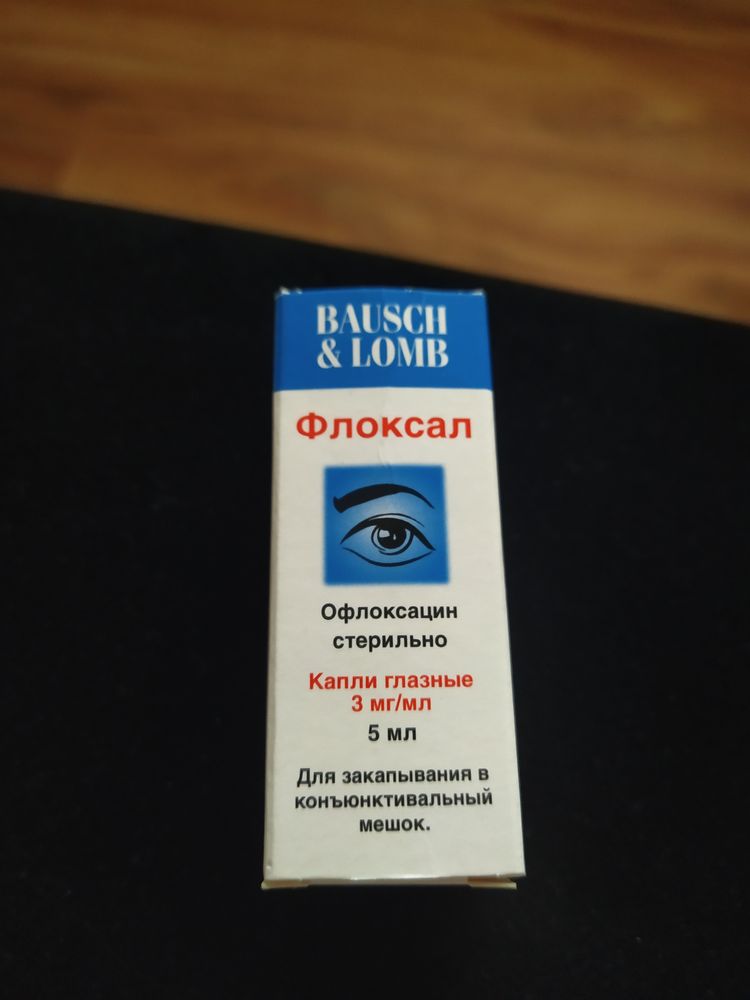 BAUSCH
& LOMB
Флоксал
Офлоксацин
стерильно
Капли глазные
3 мг/мл
5 мл
Для закапывания в
конъюнктивальный
мешок.